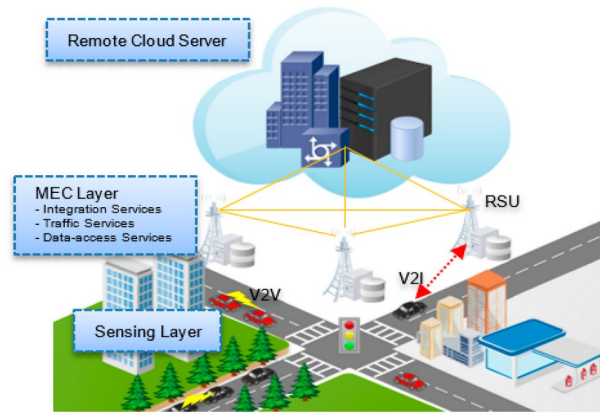 Remote Cloud Server
MEC Layer
- Integration Services
- Traffic Services
- Data-access Services
RSU
V2I
V2V
Sensing Layer